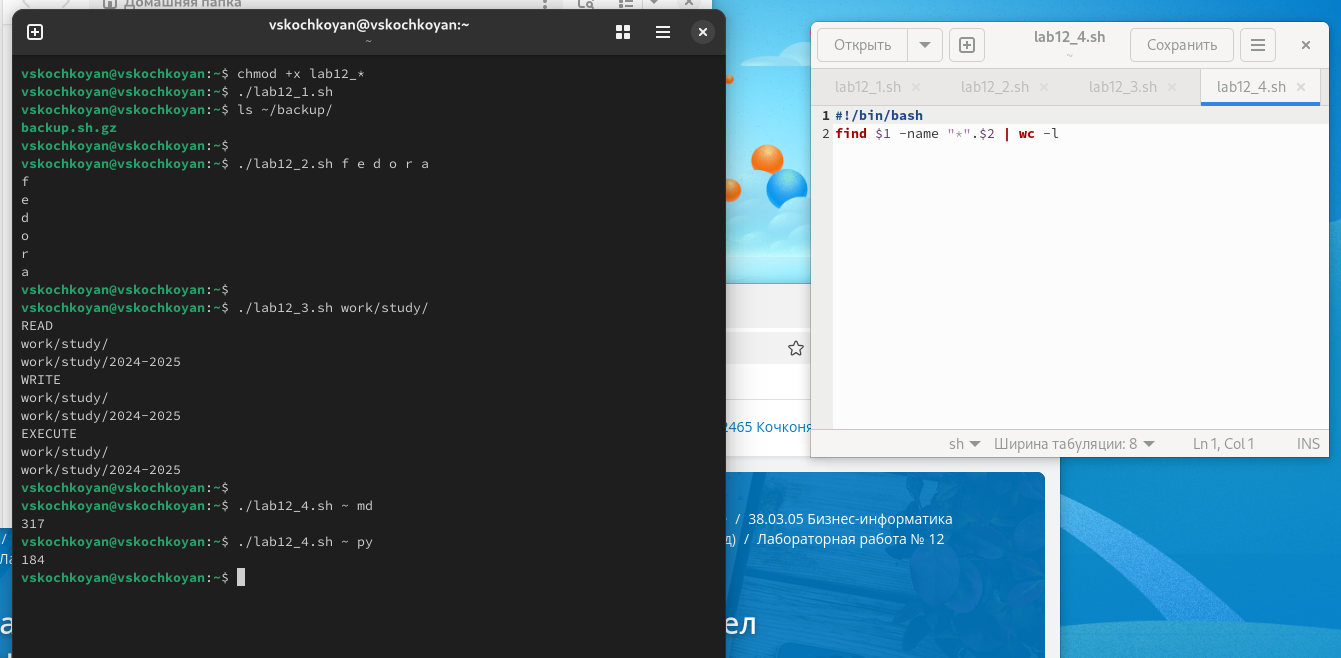 Домашняя папка
vskochkoyan@vskochkoyan:~
~
vskochkoyan@vskochkoyan:~$ chmod +x lab12_*
vskochkoyan@vskochkoyan:~$ ./lab12_1.sh
vskochkoyan@vskochkoyan:~$ ls ~/backup/
backup.sh.gz
vskochkoyan@vskochkoyan:~$
vskochkoyan@vskochkoyan:~$ ./lab12_2.sh f e d o r a
f
e
d
o
r
a
vskochkoyan@vskochkoyan:~$
vskochkoyan@vskochkoyan:~$ ./lab12_3.sh work/study/
READ
work/study/
work/study/2024-2025
WRITE
work/study/
work/study/2024-2025
EXECUTE
work/study/
work/study/2024-2025
vskochkoyan@vskochkoyan:~$
vskochkoyan@vskochkoyan:~$ ./lab12_4.sh ~ md
317
vskochkoyan@vskochkoyan:~$ ./lab12_4.sh ~ py
184
vskochkoyan@vskochkoyan:~$
Открыть
lab12_4.sh
~
Сохранить
lab12_1.sh lab12_2.sh lab12_3.sh lab12_4.sh
1 #!/bin/bash
2 find $1 -name "*".$2 | wc -l
sh Ширина табуляции: 8 Ln 1, Col 1 INS
/ 38.03.05 Бизнес-информатика
/ Лабораторная работа № 12